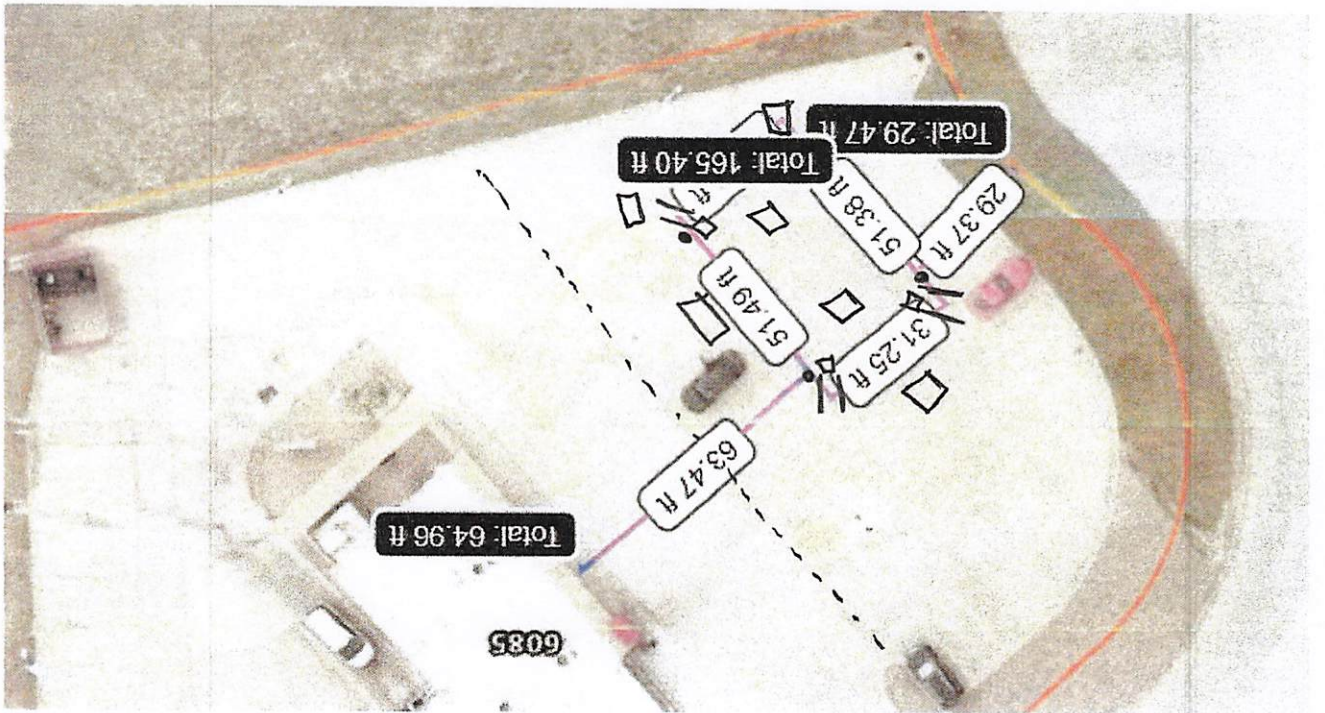 6085
Total: 64.96 ft
63.47 ft
31.25 ft
51.49 ft
29.37 ft
51.38 ft
ft
Total: 165.40 ft
Total: 29.47 ft